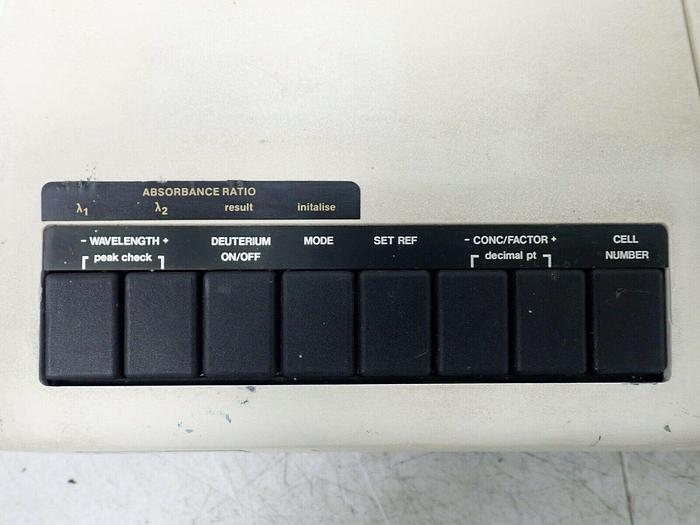 ABSORBANCE RATIO
λ1 λ2 result initalise
- WAVELENGTH + DEUTERIUM MODE SET REF - CONC/FACTOR + CELL
peak check ON/OFF decimal pt NUMBER